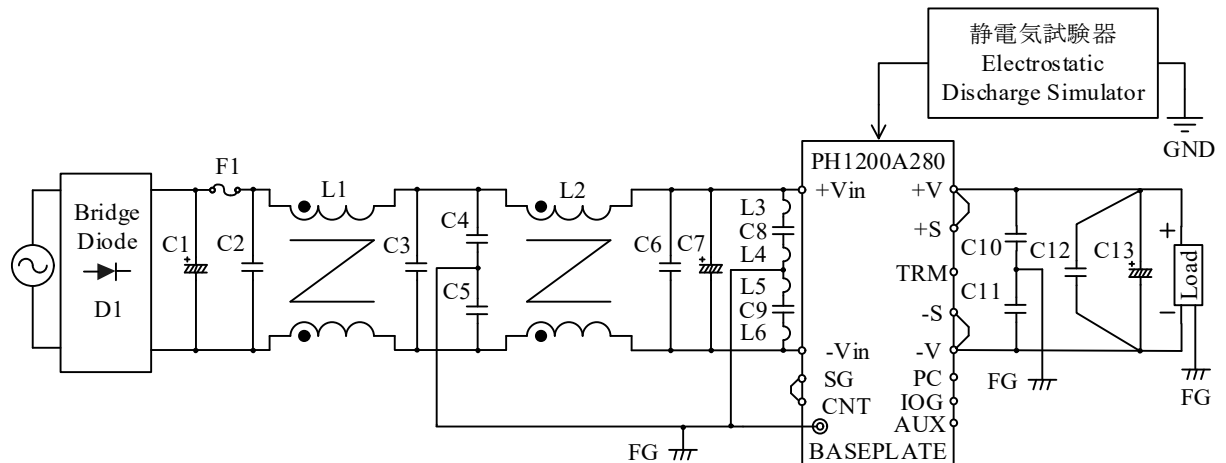 静電気試験器
Electrostatic
Discharge Simulator
GND
PH1200A280
F1
L1
L2
+Vin
+V
L3
C8
L4
+S
Bridge
Diode
D1
C1
C2
C3
C4
C5
C6
C7
L5
C9
L6
TRM
C10
C11
C12
C13
+
Load
-S
-Vin
-V
SG
CNT
PC
IOG
AUX
BASEPLATE
FG
FG
FG